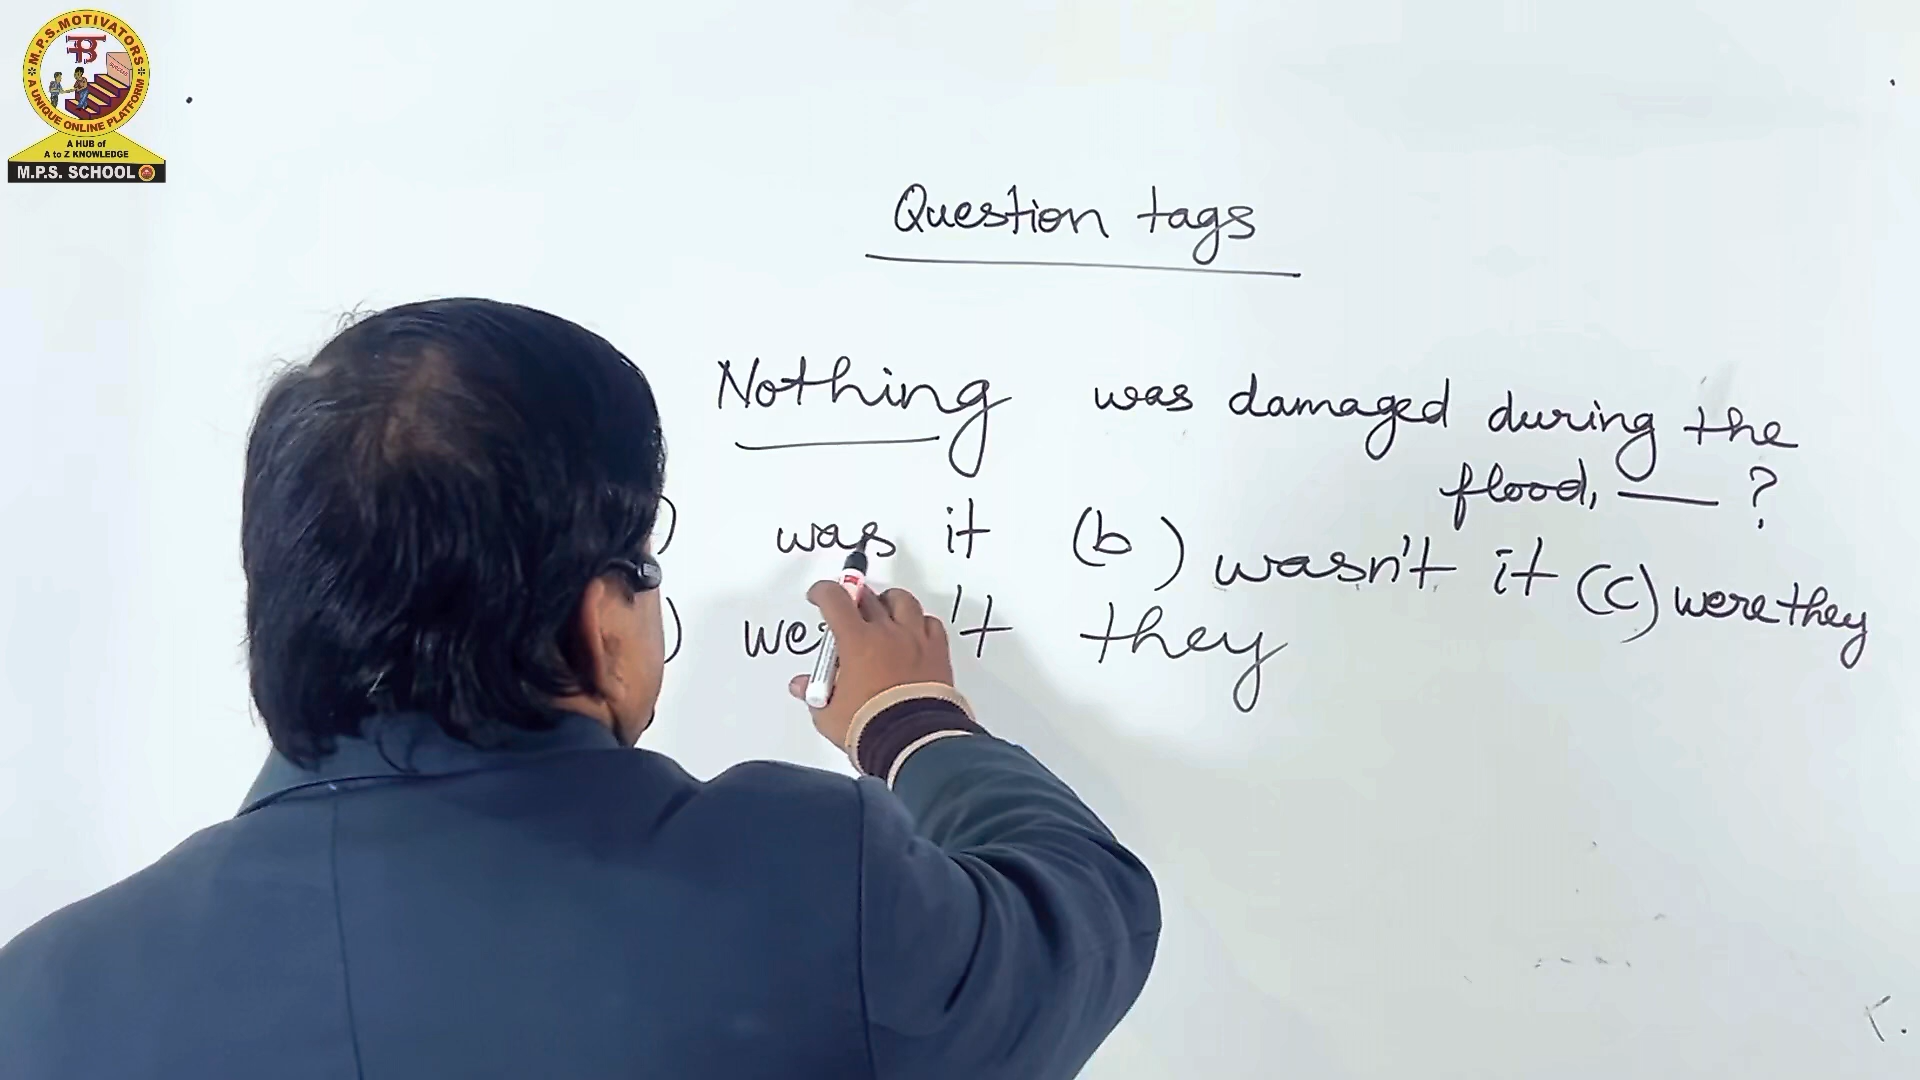 M.P.S. MOTIVATORS
A UNIQUE ONLINE PLATFORM
A HUB of
A to Z KNOWLEDGE
M.P.S. SCHOOL
Question tags
Nothing was damaged during the
flood, — ?
) was it (b) wasn't it (c) were they
) 't they